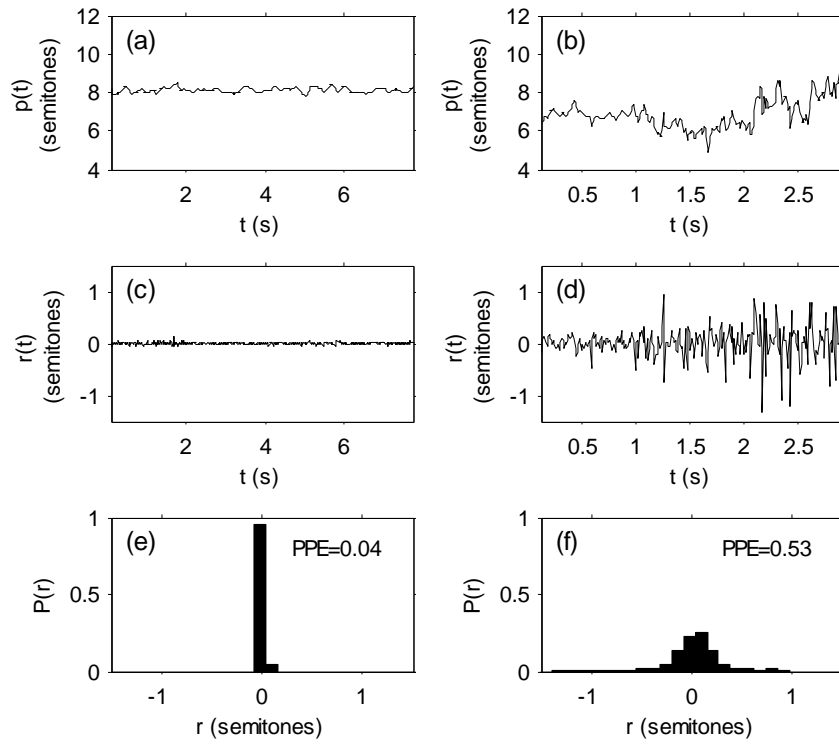 (a)
12
10
8
6
4
p(t)
(semitones)
2 4 6
t (s)
(b)
12
10
8
6
4
p(t)
(semitones)
0.5 1 1.5 2 2.5
t (s)
(c)
1
0
-1
r(t)
(semitones)
2 4 6
t (s)
(d)
1
0
-1
r(t)
(semitones)
0.5 1 1.5 2 2.5
t (s)
(e)
PPE=0.04
1
0.5
0
P(r)
-1 0 1
r (semitones)
(f)
PPE=0.53
1
0.5
0
P(r)
-1 0 1
r (semitones)